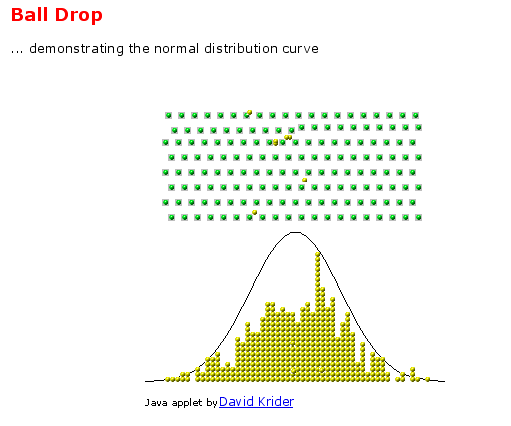 Ball Drop
... demonstrating the normal distribution curve
Java applet by David Krider